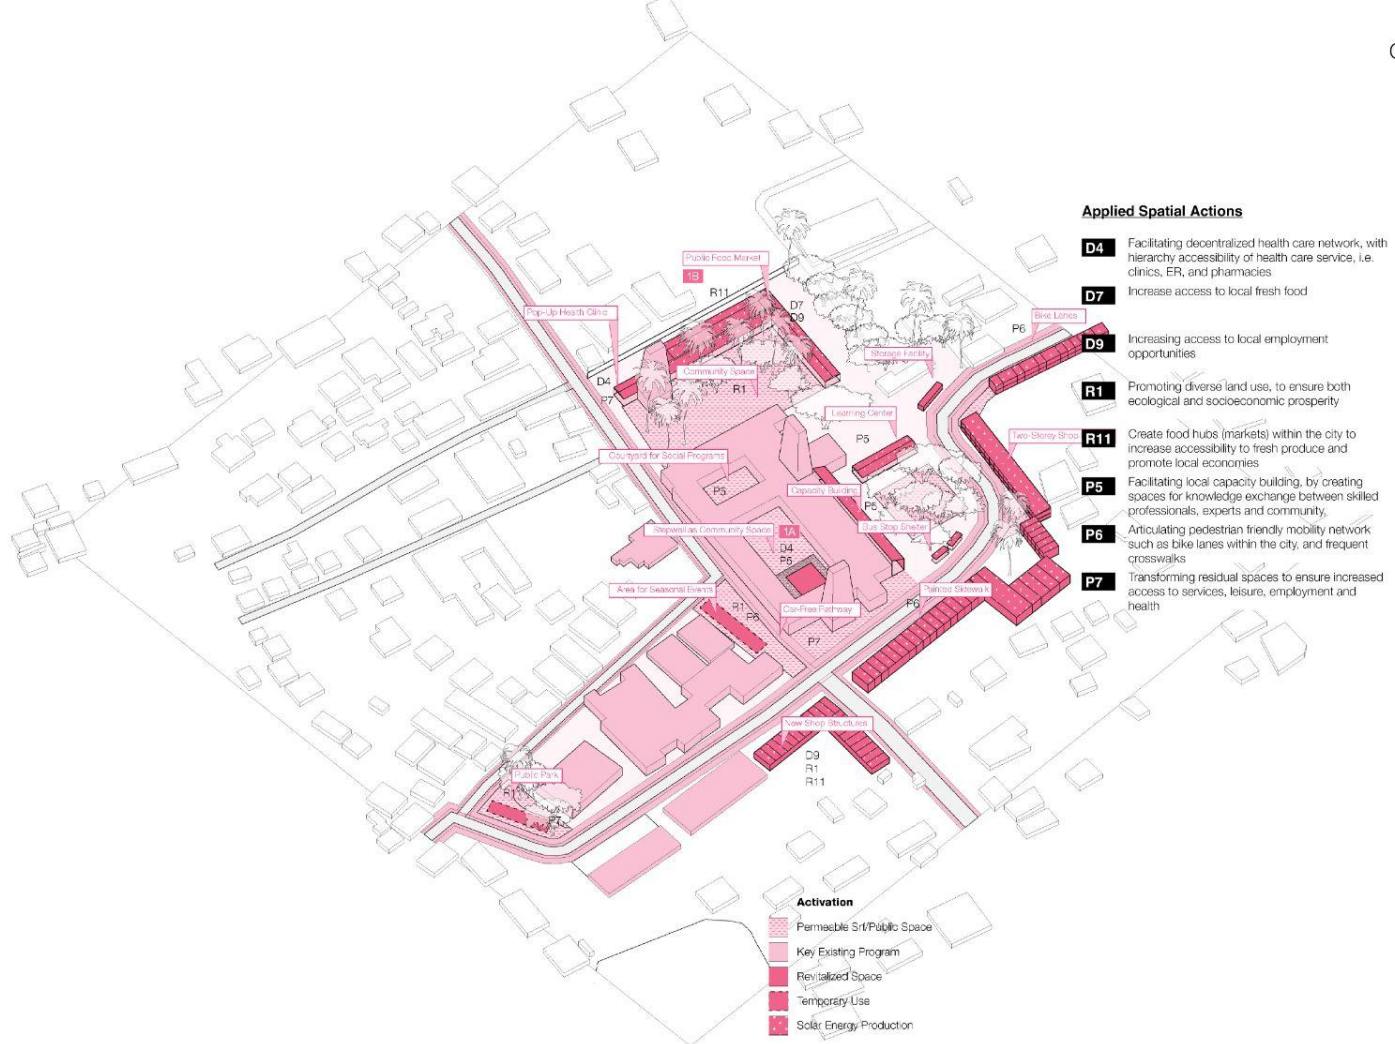 Applied Spatial Actions
D4 Facilitating decentralized health care network, with
hierarchy accessibility of health care service, i.e.
clinics, ER, and pharmacies
D7 Increase access to local fresh food
D9 Increasing access to local employment
opportunities
R1 Promoting diverse land use, to ensure both
ecological and socioeconomic prosperity
R11 Create food hubs (markets) within the city to
increase accessibility to fresh produce and
promote local economies
P5 Facilitating local capacity building, by creating
spaces for knowledge exchange between skilled
professionals, experts and community,
P6 Articulating pedestrian friendly mobility network
such as bike lanes within the city, and frequent
crosswalks
P7 Transforming residual spaces to ensure increased
access to services, leisure, employment and
health
Public Food Market
1B
R11
D7
D9
Pop-Up Health Clinic
P6
Bike Lanes
Storage Facility
Community Space
D4
R1
P7
Learning Center
P5
Two-Storey Shop
Courtyard for Social Programs
P5
Capacity Building
P5
Stepwell as Community Space
1A
D4
P5
Bus Stop Shelter
Area for Seasonal Events
R1
P6
Car-Free Pathway
P7
Painted Sidewalk
P6
New Shop Structures
D9
R1
R11
Public Park
R1
P7
Activation
Permeable Srf/Public Space
Key Existing Program
Revitalized Space
Temporary Use
Solar Energy Production